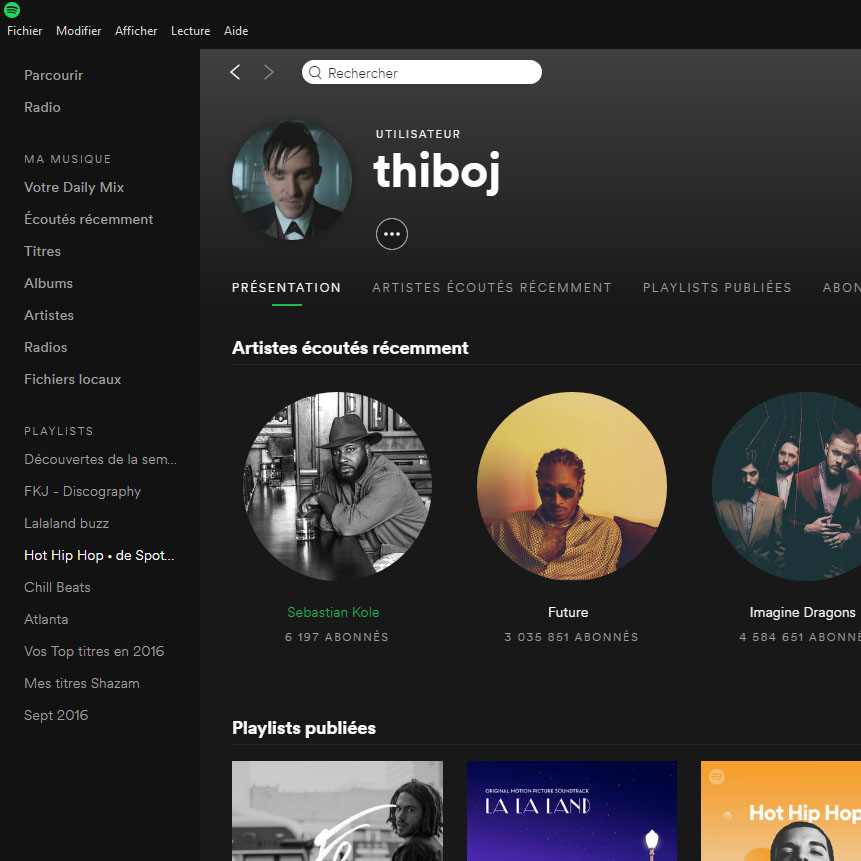 Fichier Modifier Afficher Lecture Aide
Parcourir
Radio
MA MUSIQUE
Votre Daily Mix
Écoutés récemment
Titres
Albums
Artistes
Radios
Fichiers locaux
PLAYLISTS
Découvertes de la sem...
FKJ - Discography
Lalaland buzz
Hot Hip Hop • de Spot...
Chill Beats
Atlanta
Vos Top titres en 2016
Mes titres Shazam
Sept 2016
Rechercher
UTILISATEUR
thiboj
PRÉSENTATION ARTISTES ÉCOUTÉS RÉCEMMENT PLAYLISTS PUBLIÉES ABON
Artistes écoutés récemment
Sebastian Kole
6 197 ABONNÉS
Future
3 035 851 ABONNÉS
Imagine Dragons
4 584 651 ABONNÉ
Playlists publiées
ORIGINAL MOTION PICTURE SOUNDTRACK
LA LA LAND
Hot Hip Hop